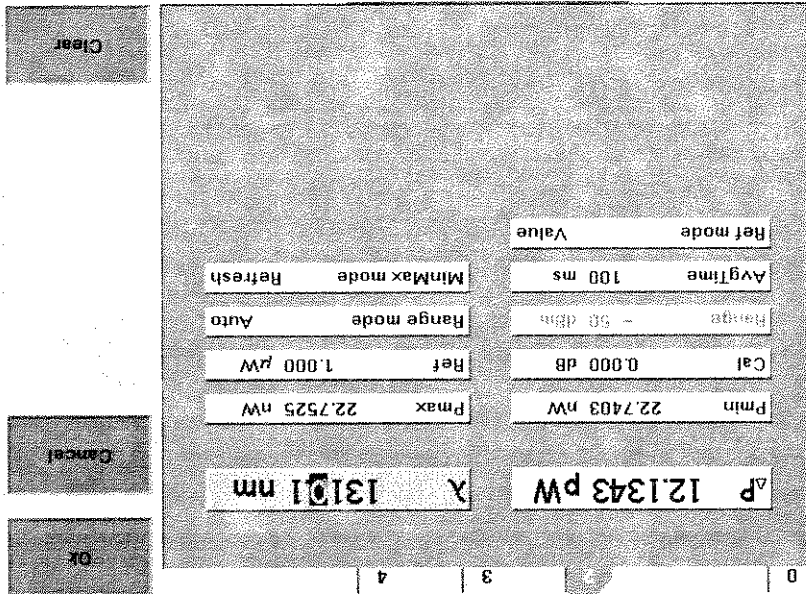 0 2 3 4
△P 12.1343 pW
λ 13101 nm
Pmin 22.7403 nW
Pmax 22.7525 nW
Cal 0.000 dB
Ref 1.000 µW
Range - 50 dBm
Range mode Auto
AvgTime 100 ms
MinMax mode Refresh
Ref mode Value
Ok
Cancel
Clear